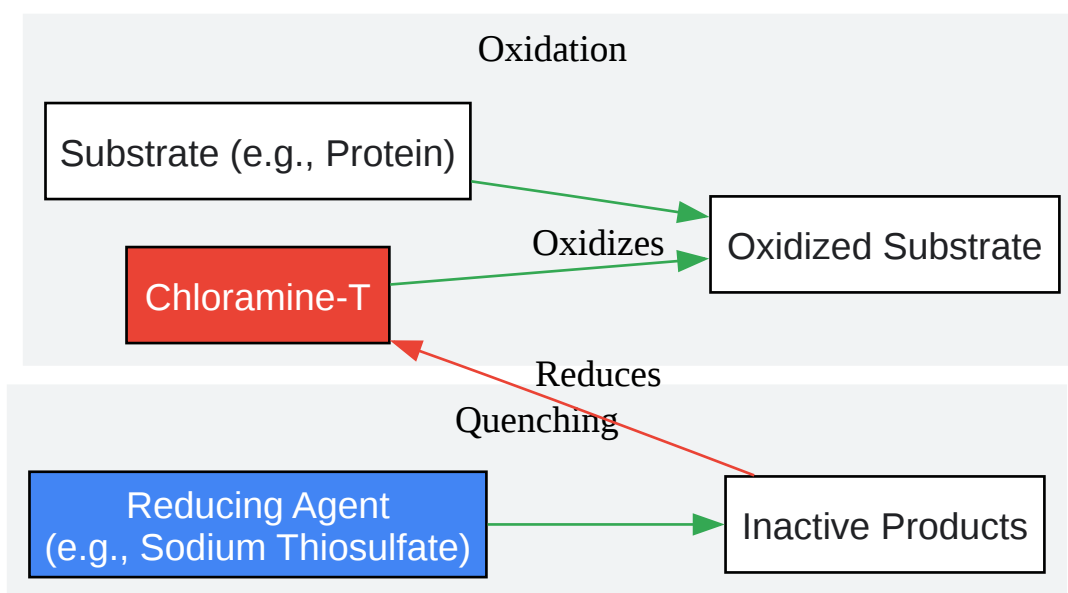 Oxidation
Substrate (e.g., Protein)
Oxidizes
Oxidized Substrate
Chloramine-T
Reduces
Quenching
Reducing Agent
(e.g., Sodium Thiosulfate)
Inactive Products